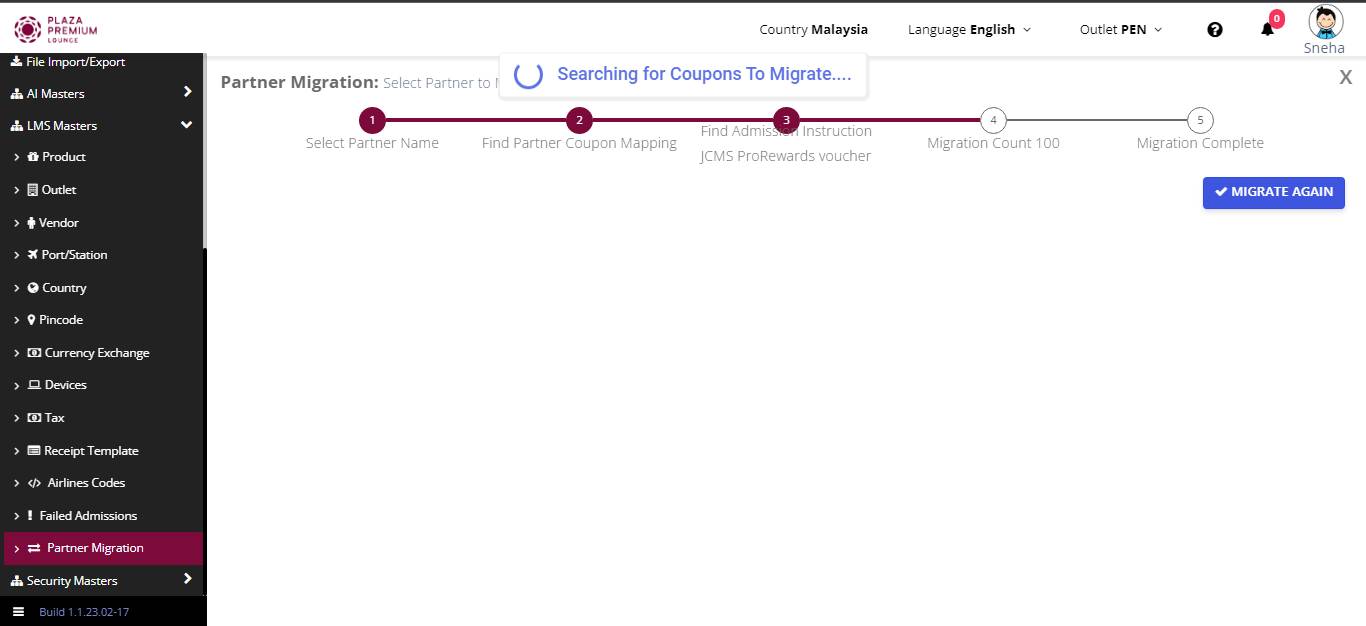 PLAZA
PREMIUM
LOUNGE
Country Malaysia
Language English
Outlet PEN
0
Sneha
File Import/Export
AI Masters
LMS Masters
Product
Outlet
Vendor
Port/Station
Country
Pincode
Currency Exchange
Devices
Tax
Receipt Template
Airlines Codes
Failed Admissions
Partner Migration
Security Masters
Build 1.1.23.02-17
Searching for Coupons To Migrate....
Partner Migration: Select Partner to
X
1
Select Partner Name
2
Find Partner Coupon Mapping
3
Find Admission Instruction
JCMS ProRewards voucher
4
Migration Count 100
5
Migration Complete
MIGRATE AGAIN